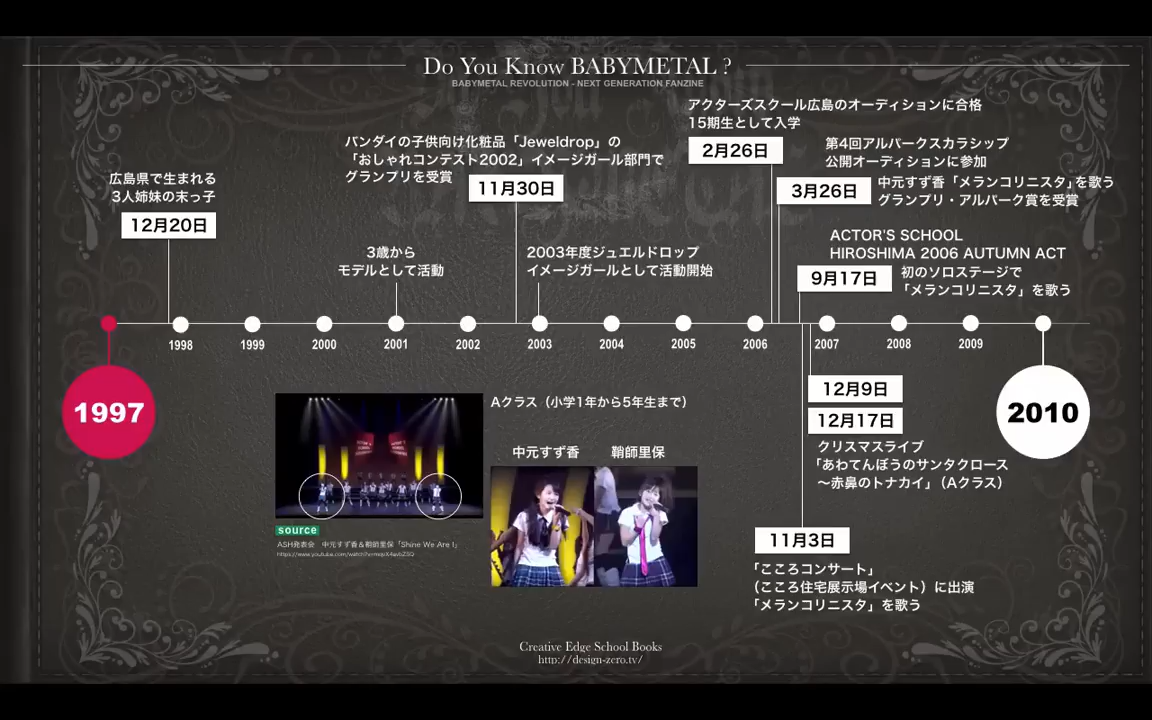 Do You Know BABYMETAL ?
BABYMETAL REVOLUTION - NEXT GENERATION FANZINE
広島県で生まれる
3人姉妹の末っ子
12月20日
3歳から
モデルとして活動
バンダイの子供向け化粧品「Jeweldrop」の
「おしゃれコンテスト2002」イメージガール部門で
グランプリを受賞
11月30日
2003年度ジュエルドロップ
イメージガールとして活動開始
アクターズスクール広島のオーディションに合格
15期生として入学
2月26日
第4回アルパークスカラシップ
公開オーディションに参加
3月26日
中元すず香「メランコリニスタ」を歌う
グランプリ・アルパーク賞を受賞
ACTOR'S SCHOOL
HIROSHIMA 2006 AUTUMN ACT
9月17日
初のソロステージで
「メランコリニスタ」を歌う
1998 1999 2000 2001 2002 2003 2004 2005 2006 2007 2008 2009
1997
2010
Aクラス（小学1年から5年生まで）
中元すず香 鞘師里保
source
ASH発表会 中元すず香＆鞘師里保「Shine We Are !」
12月9日
12月17日
クリスマスライブ
「あわてんぼうのサンタクロース
〜赤鼻のトナカイ」（Aクラス）
11月3日
「こころコンサート」
（こころ住宅展示場イベント）に出演
「メランコリニスタ」を歌う
Creative Edge School Books
http://design-zero.tv/